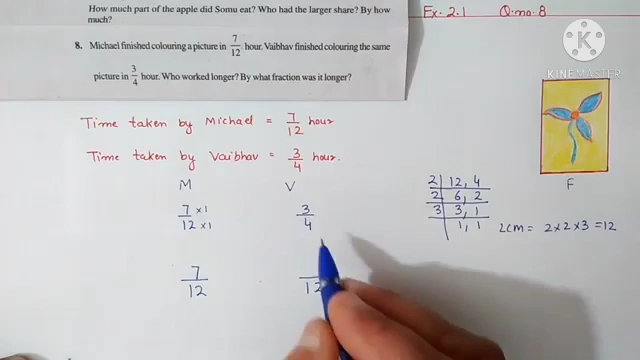 How much part of the apple did Somu eat? Who had the larger share? By how
much?
8. Michael finished colouring a picture in 7/12 hour. Vaibhav finished colouring the same
picture in 3/4 hour. Who worked longer? By what fraction was it longer?
Ex-2.1 Q.no.8
KINEMASTER
Time taken by Michael = 7/12 hour
Time taken by Vaibhav = 3/4 hour.
M V
7 ×1 / 12 ×1 3/4
7/12 /12
2 | 12, 4
2 | 6, 2
3 | 3, 1
| 1, 1
LCM = 2×2×3=12
F